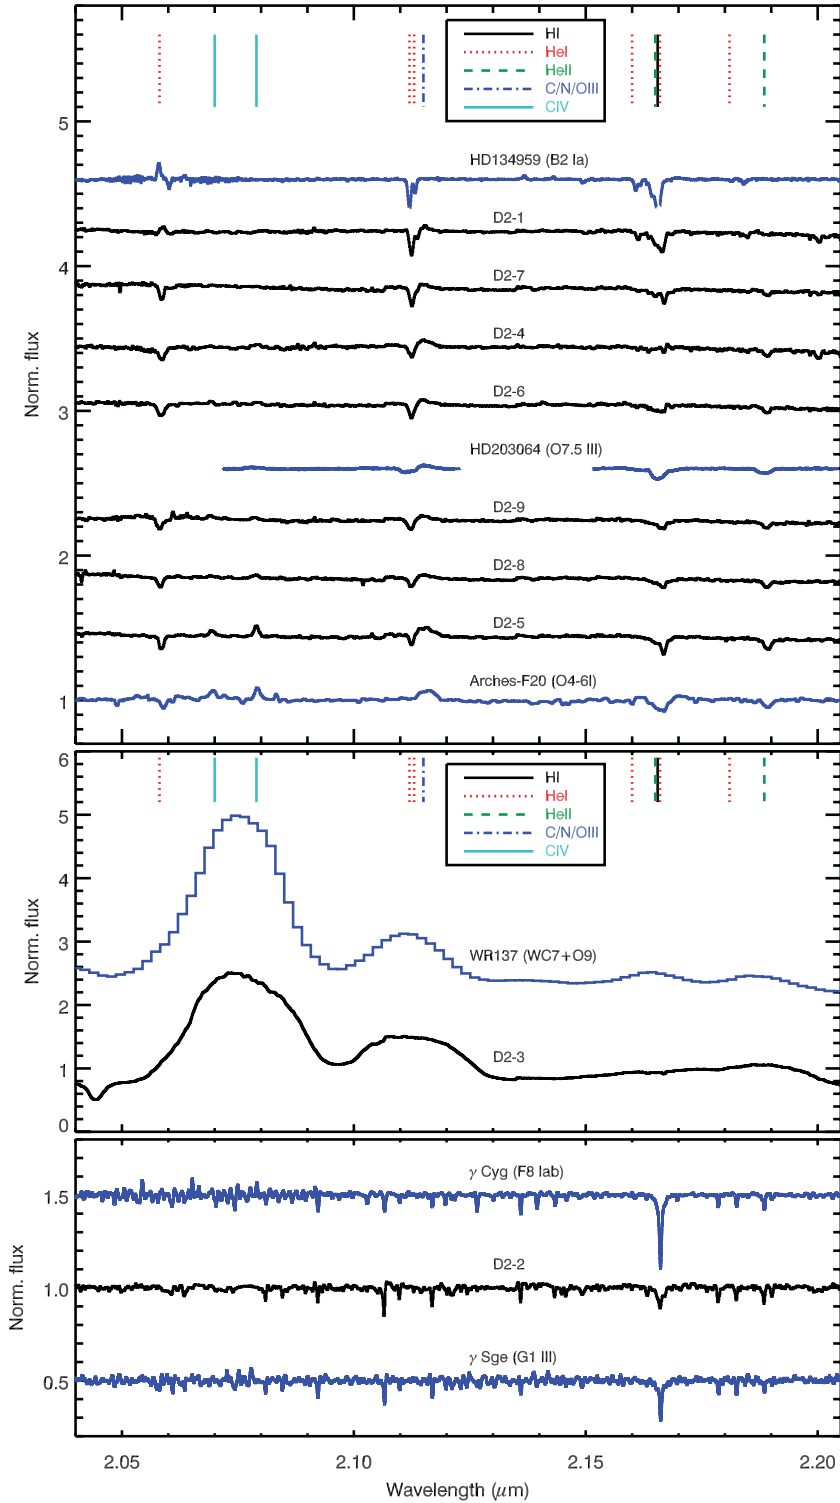 HI
HeI
HeII
C/N/OIII
CIV
5
HD134959 (B2 Ia)
D2-1
4
D2-7
D2-4
Norm. flux
D2-6
3
HD203064 (O7.5 III)
D2-9
2
D2-8
D2-5
Arches-F20 (O4-6I)
1
6
HI
HeI
HeII
C/N/OIII
CIV
5
4
Norm. flux
3
WR137 (WC7+O9)
2
D2-3
1
0
γ Cyg (F8 Iab)
1.5
D2-2
Norm. flux
1.0
γ Sge (G1 III)
0.5
2.05 2.10 2.15 2.20
Wavelength (μm)